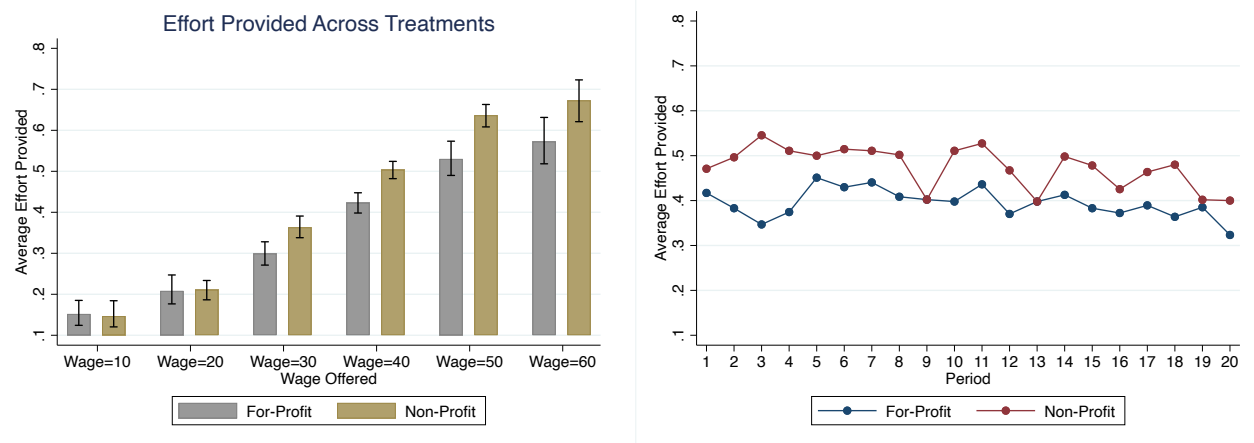 Effort Provided Across Treatments
Average Effort Provided
.8
.7
.6
.5
.4
.3
.2
.1
Wage=10 Wage=20 Wage=30 Wage=40 Wage=50 Wage=60
Wage Offered
For-Profit Non-Profit
Average Effort Provided
.8
.7
.6
.5
.4
.3
.2
.1
1 2 3 4 5 6 7 8 9 10 11 12 13 14 15 16 17 18 19 20
Period
For-Profit Non-Profit